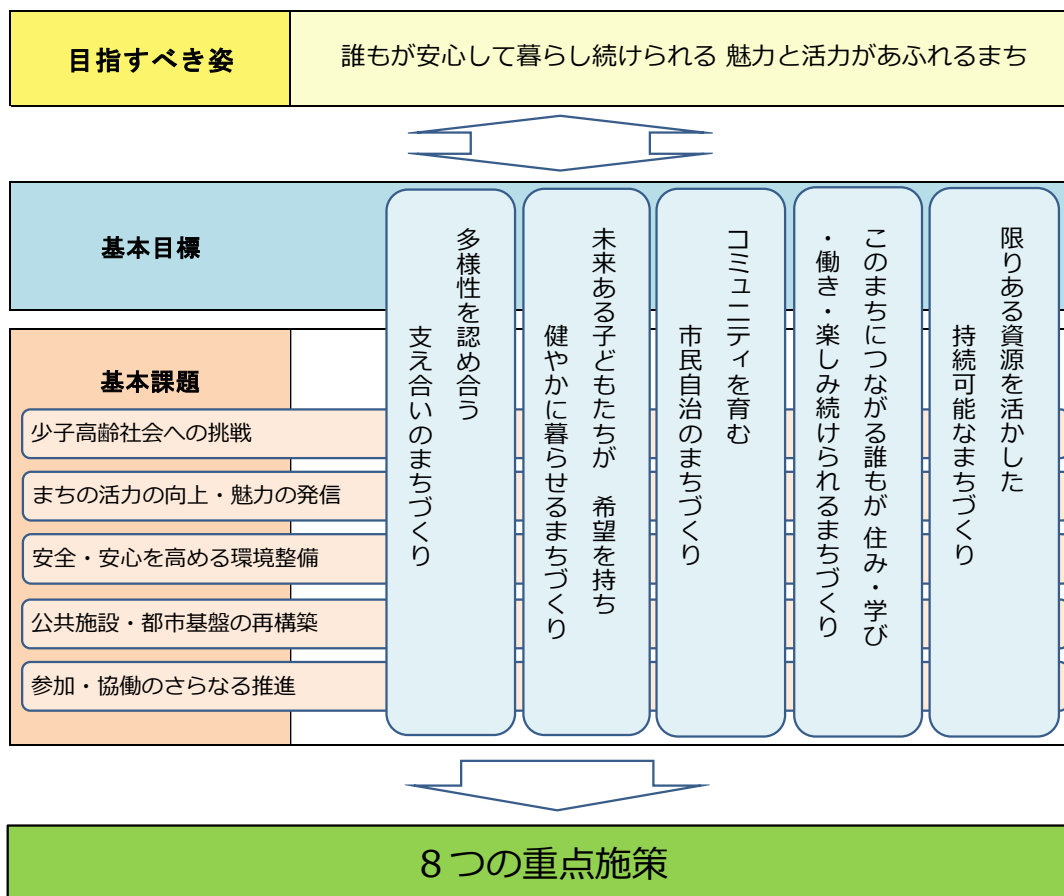 目指すべき姿
誰もが安心して暮らし続けられる 魅力と活力があふれるまち
基本目標
多様性を認め合う
支え合いのまちづくり
未来ある子どもたちが 希望を持ち
健やかに暮らせるまちづくり
コミュニティを育む
市民自治のまちづくり
このまちにつながる誰もが 住み・学び
・働き・楽しみ続けられるまちづくり
限りある資源を活かした
持続可能なまちづくり
基本課題
少子高齢社会への挑戦
まちの活力の向上・魅力の発信
安全・安心を高める環境整備
公共施設・都市基盤の再構築
参加・協働のさらなる推進
8つの重点施策